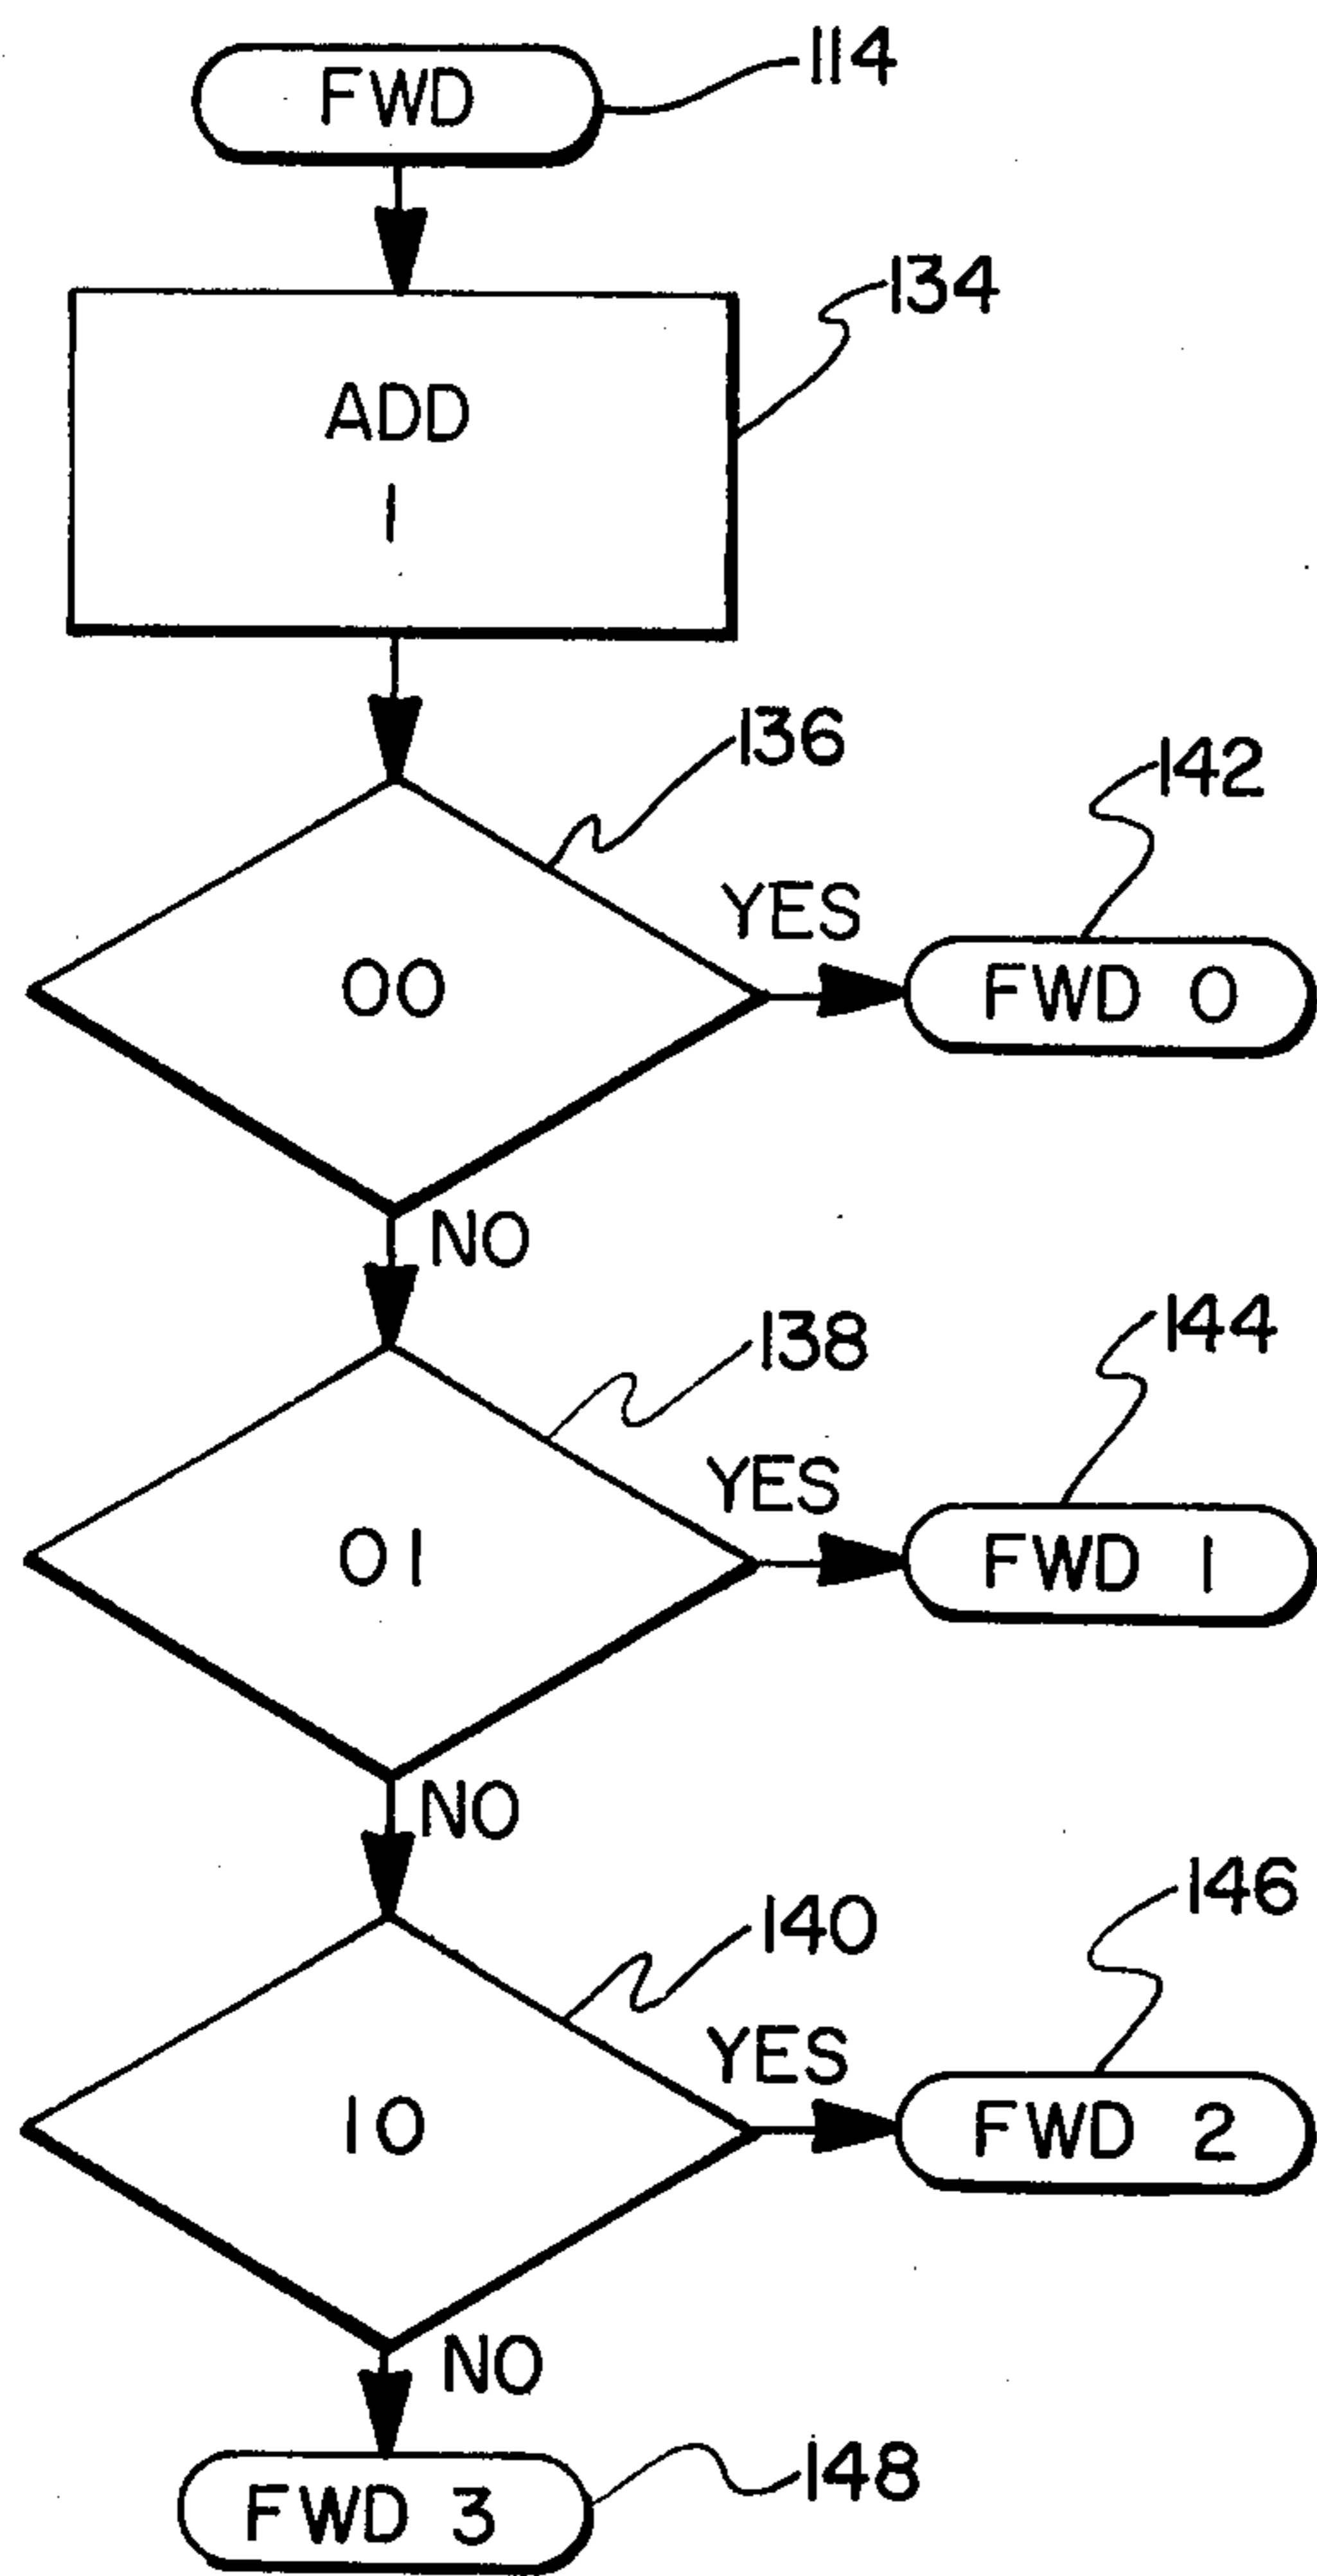 FWD
114
134
ADD
1
136
142
YES
00
FWD 0
NO
138
144
YES
01
FWD 1
NO
140
146
YES
10
FWD 2
NO
148
FWD 3